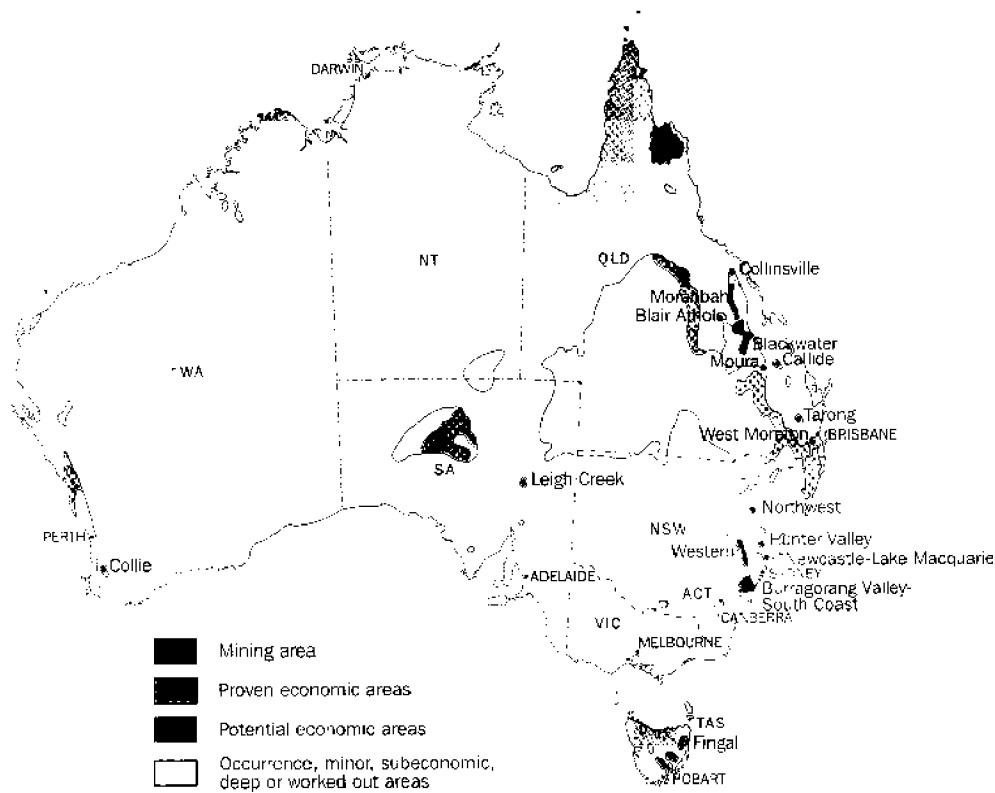 DARWIN
NT
QLD
Collinsville
Moranbah
Blair Athol
WA
Blackwater
Moura
Callide
Tarong
West Moreton
BRISBANE
SA
Leigh Creek
Northwest
NSW
PERTH
Western
Hunter Valley
Newcastle-Lake Macquarie
Collie
ADELAIDE
SYDNEY
ACT
Burragorang Valley-
South Coast
CANBERRA
VIC
MELBOURNE
Mining area
Proven economic areas
Potential economic areas
Occurrence, minor, subeconomic,
deep or worked out areas
TAS
Fingal
HOBART